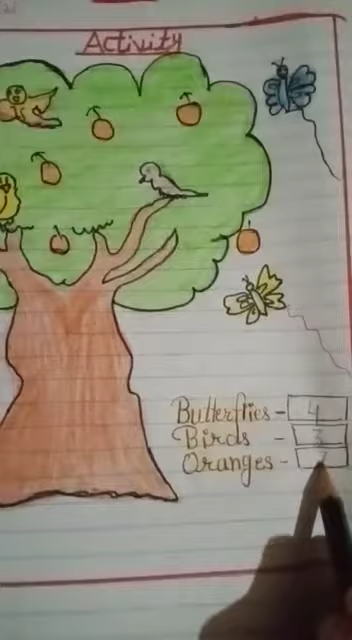 Activity
Butterflies - 4
Birds - 3
Oranges -